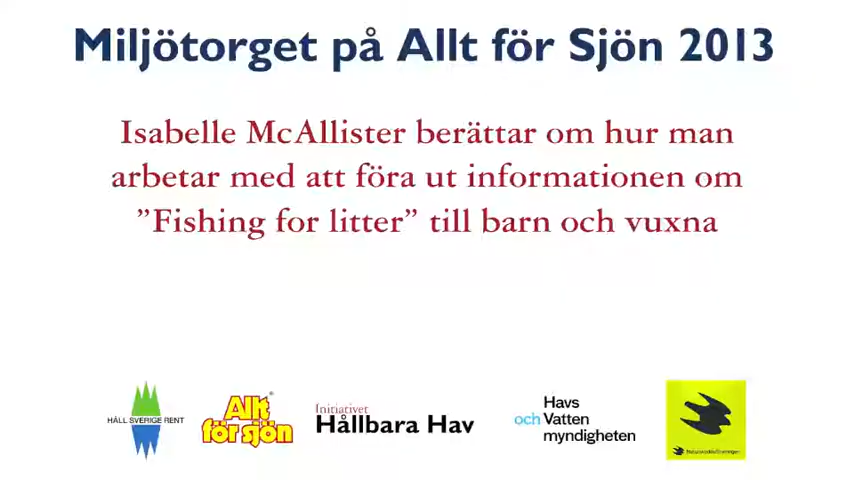 Miljötorget på Allt för Sjön 2013
Isabelle McAllister berättar om hur man
arbetar med att föra ut informationen om
”Fishing for litter” till barn och vuxna
HÅLL SVERIGE RENT
Allt
för sjön
Initiativet
Hållbara Hav
Havs
och Vatten
myndigheten
Naturskyddsföreningen